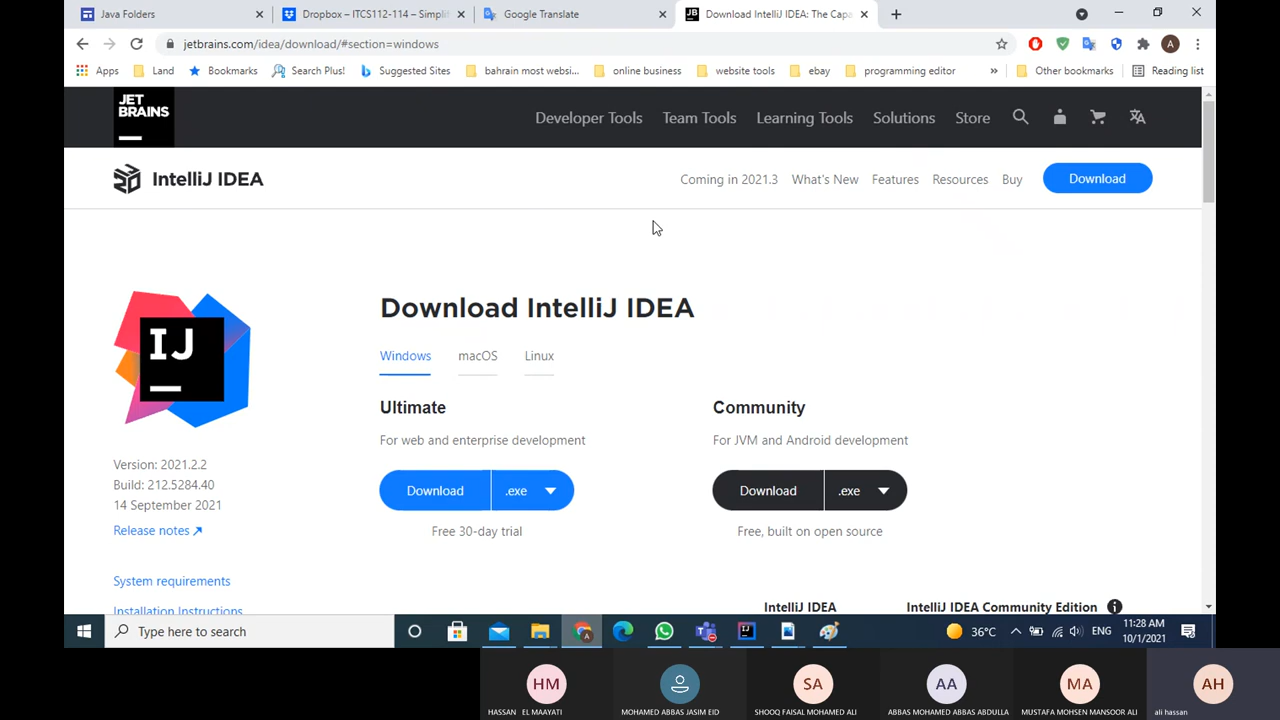 Java Folders
Dropbox – ITCS112-114 – Simplif
Google Translate
Download IntelliJ IDEA: The Capa
jetbrains.com/idea/download/#section=windows
A
Apps
Land
Bookmarks
Search Plus!
Suggested Sites
bahrain most websi...
online business
website tools
ebay
programming editor
»
Other bookmarks
Reading list
JET
BRAINS
Developer Tools
Team Tools
Learning Tools
Solutions
Store
IntelliJ IDEA
Coming in 2021.3
What's New
Features
Resources
Buy
Download
Download IntelliJ IDEA
IJ
Windows
macOS
Linux
Ultimate
Community
For web and enterprise development
For JVM and Android development
Download
.exe
Download
.exe
Free 30-day trial
Free, built on open source
Version: 2021.2.2
Build: 212.5284.40
14 September 2021
Release notes ↗
System requirements
Installation Instructions
IntelliJ IDEA
IntelliJ IDEA Community Edition
Type here to search
36°C
ENG
11:28 AM
10/1/2021
HM
SA
AA
MA
AH
HASSAN EL MAAYATI
MOHAMED ABBAS JASIM EID
SHOOQ FAISAL MOHAMED ALI
ABBAS MOHAMED ABBAS ABDULLA
MUSTAFA MOHSEN MANSOOR ALI
ali hassan